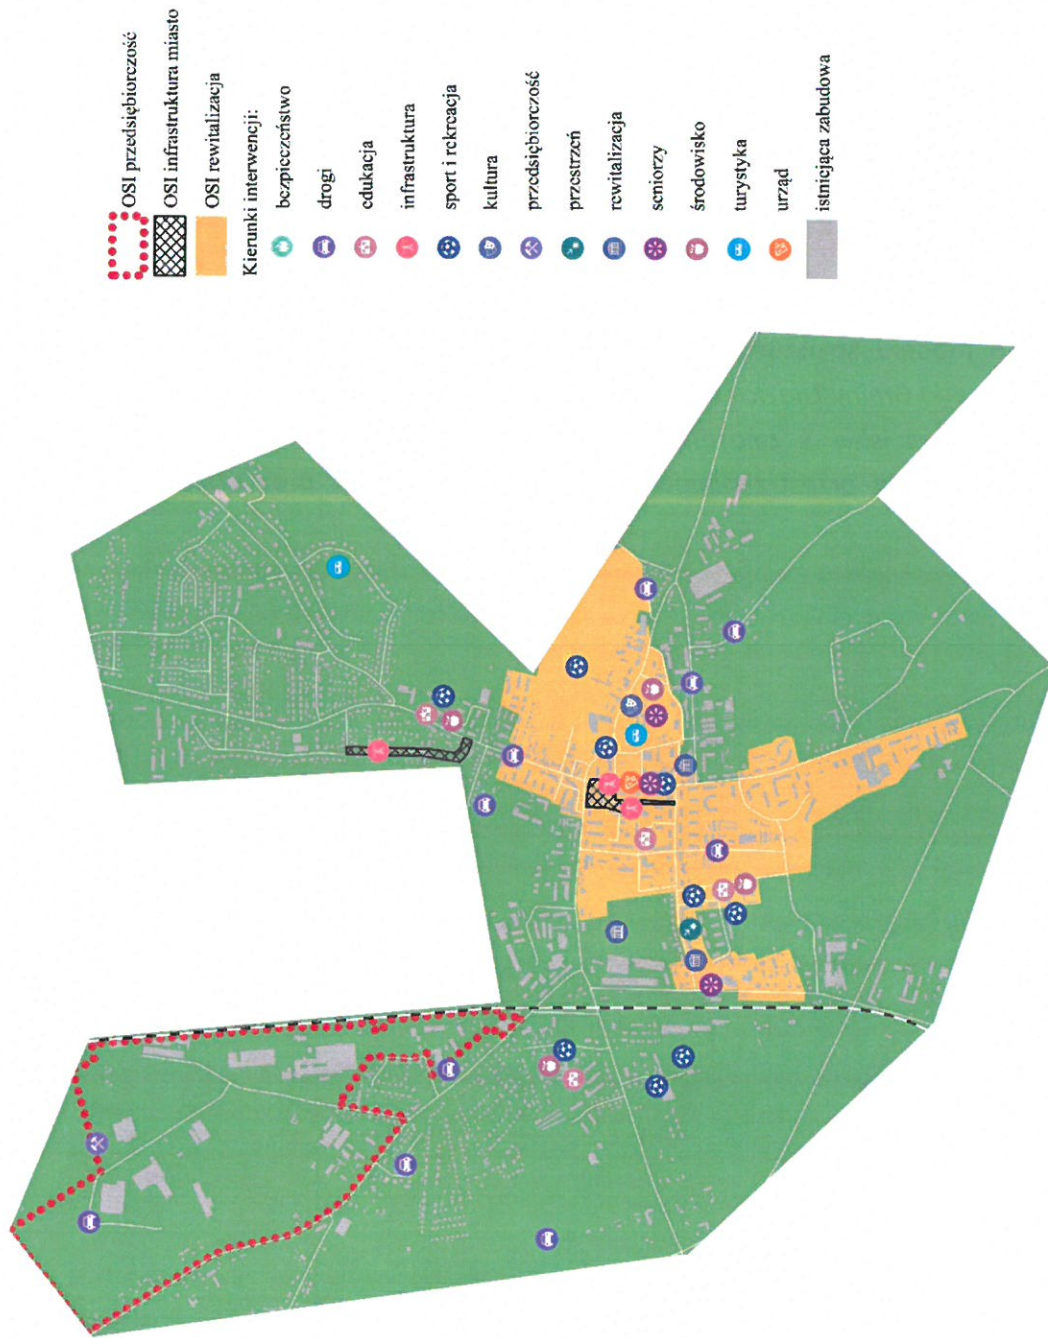 OSI przedsiębiorczość
OSI infrastruktura miasto
OSI rewitalizacja
Kierunki interwencji:
bezpieczeństwo
drogi
edukacja
infrastruktura
sport i rekreacja
kultura
przedsiębiorczość
przestrzeń
rewitalizacja
seniorzy
środowisko
turystyka
urząd
istniejąca zabudowa